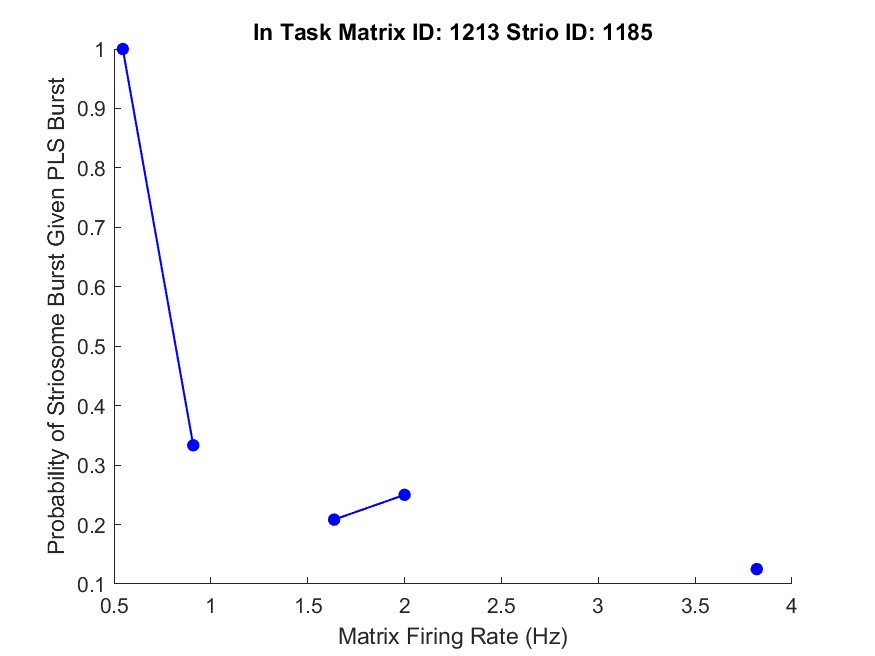 In Task Matrix ID: 1213 Strio ID: 1185
Probability of Striosome Burst Given PLS Burst
1
0.9
0.8
0.7
0.6
0.5
0.4
0.3
0.2
0.1
0.5 1 1.5 2 2.5 3 3.5 4
Matrix Firing Rate (Hz)